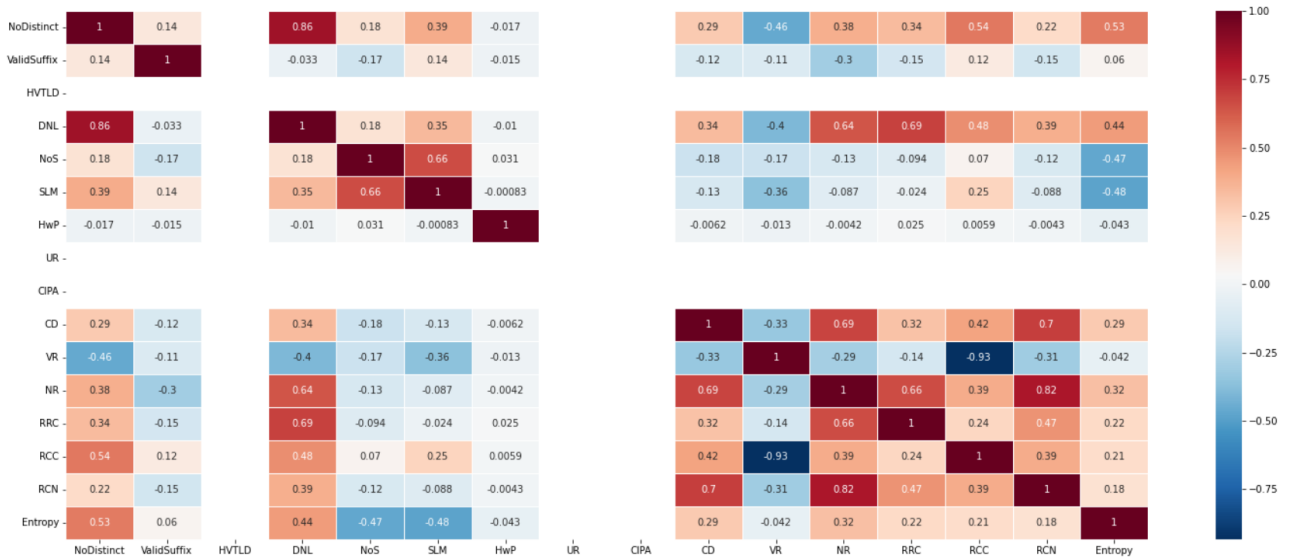 NoDistinct 1 0.14 0.86 0.18 0.39 -0.017 0.29 -0.46 0.38 0.34 0.54 0.22 0.53
ValidSuffix 0.14 1 -0.033 -0.17 0.14 -0.015 -0.12 -0.11 -0.3 -0.15 0.12 -0.15 0.06
HVTLD
DNL 0.86 -0.033 1 0.18 0.35 -0.01 0.34 -0.4 0.64 0.69 0.48 0.39 0.44
NoS 0.18 -0.17 0.18 1 0.66 0.031 -0.18 -0.17 -0.13 -0.094 0.07 -0.12 -0.47
SLM 0.39 0.14 0.35 0.66 1 -0.00083 -0.13 -0.36 -0.087 -0.024 0.25 -0.088 -0.48
HwP -0.017 -0.015 -0.01 0.031 -0.00083 1 -0.0062 -0.013 -0.0042 0.025 0.0059 -0.0043 -0.043
UR
CIPA
CD 0.29 -0.12 0.34 -0.18 -0.13 -0.0062 1 -0.33 0.69 0.32 0.42 0.7 0.29
VR -0.46 -0.11 -0.4 -0.17 -0.36 -0.013 -0.33 1 -0.29 -0.14 -0.93 -0.31 -0.042
NR 0.38 -0.3 0.64 -0.13 -0.087 -0.0042 0.69 -0.29 1 0.66 0.39 0.82 0.32
RRC 0.34 -0.15 0.69 -0.094 -0.024 0.025 0.32 -0.14 0.66 1 0.24 0.47 0.22
RCC 0.54 0.12 0.48 0.07 0.25 0.0059 0.42 -0.93 0.39 0.24 1 0.39 0.21
RCN 0.22 -0.15 0.39 -0.12 -0.088 -0.0043 0.7 -0.31 0.82 0.47 0.39 1 0.18
Entropy 0.53 0.06 0.44 -0.47 -0.48 -0.043 0.29 -0.042 0.32 0.22 0.21 0.18 1
NoDistinct ValidSuffix HVTLD DNL NoS SLM HwP UR CIPA CD VR NR RRC RCC RCN Entropy
1.00
0.75
0.50
0.25
0.00
−0.25
−0.50
−0.75